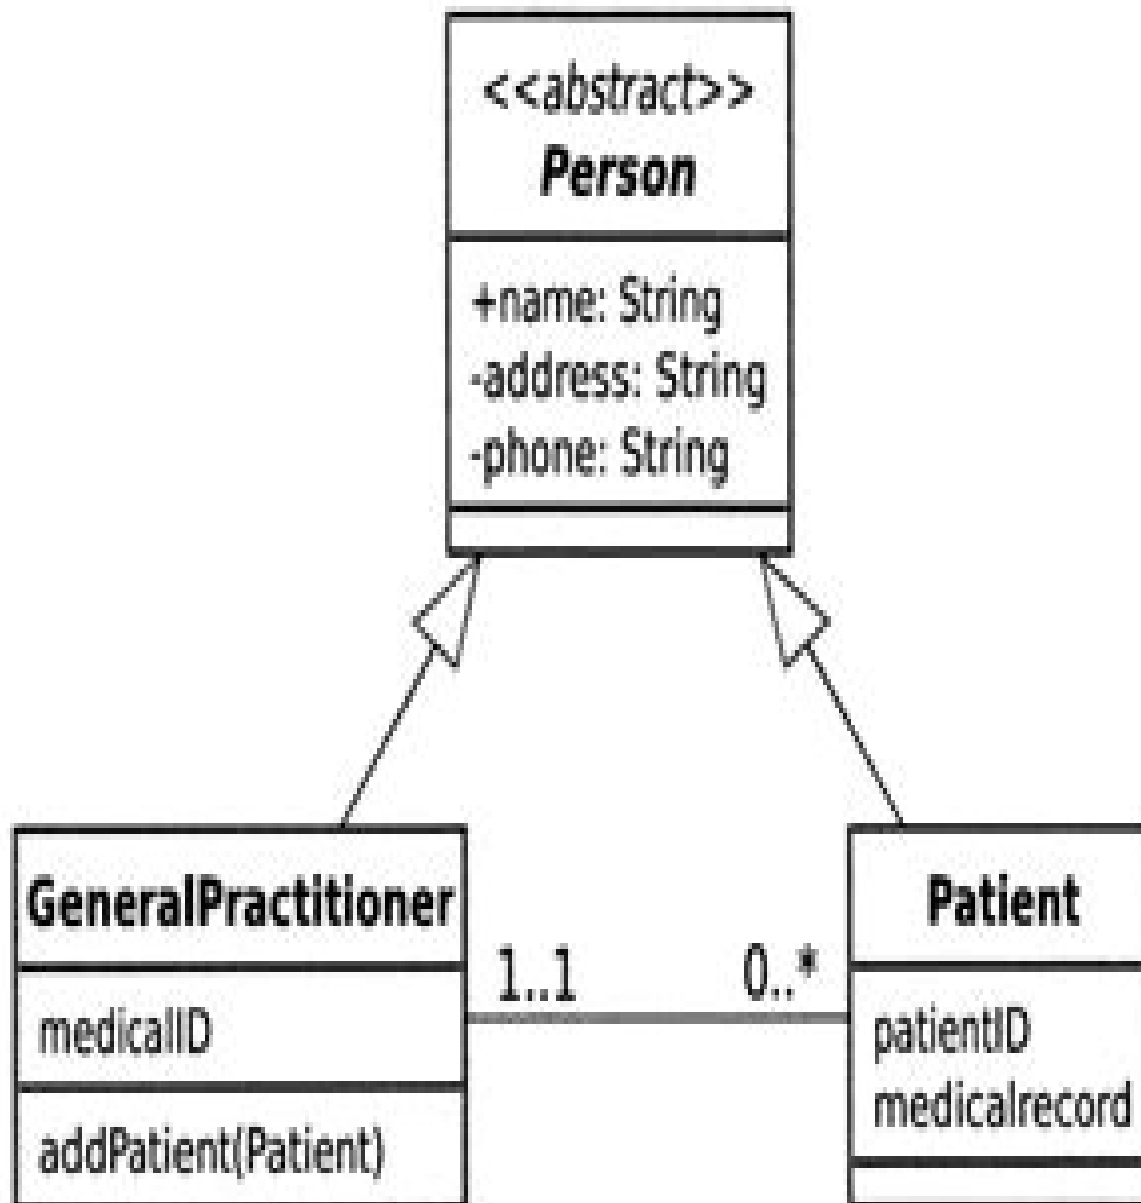 <<abstract>>
Person
+name: String
-address: String
-phone: String
GeneralPractitioner
medicalID
addPatient(Patient)
1..1
0..*
Patient
patientID
medicalrecord